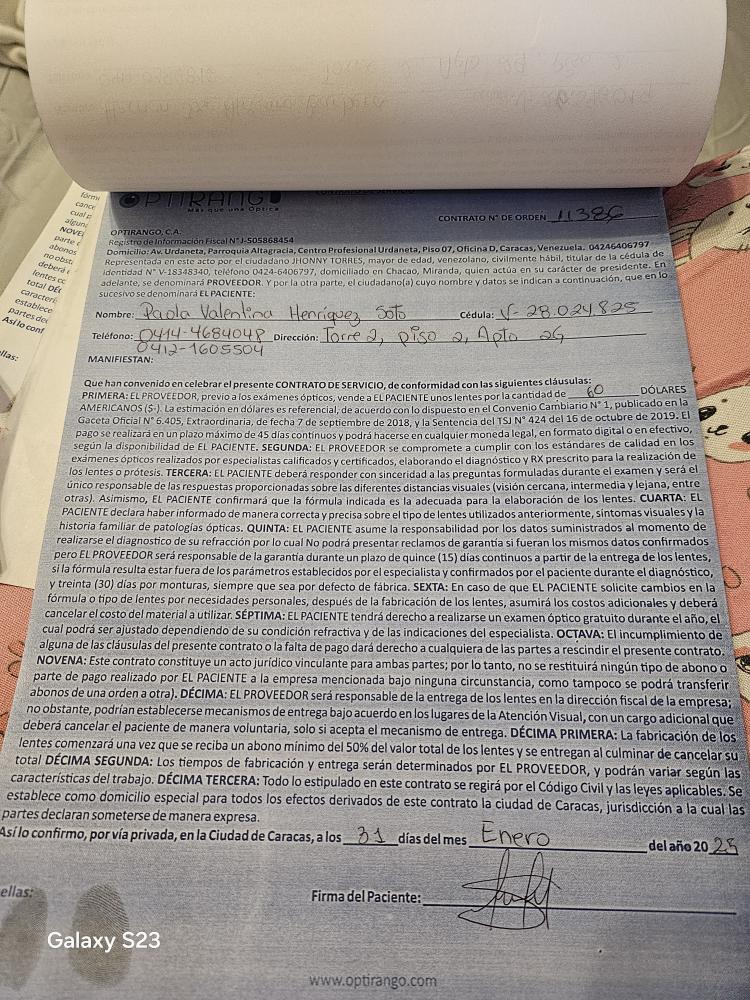 OPTIRANGO
Más que una Óptica
CONTRATO N° DE ORDEN 11386
OPTIRANGO, C.A.
Registro de Información Fiscal N°J-505868454
Domicilio: Av. Urdaneta, Parroquia Altagracia, Centro Profesional Urdaneta, Piso 07, Oficina D, Caracas, Venezuela. 04246406797
Representada en este acto por el ciudadano JHONNY TORRES, mayor de edad, venezolano, civilmente hábil, titular de la cédula de
identidad N° V-18348340, teléfono 0424-6406797, domiciliado en Chacao, Miranda, quien actúa en su carácter de presidente. En
adelante, se denominará PROVEEDOR. Y por la otra parte, el ciudadano(a) cuyo nombre y datos se indican a continuación, que en lo
sucesivo se denominará EL PACIENTE:
Nombre: Paola Valentina Henríquez Soto Cédula: V- 28.024.825
Teléfono: 0414-4684048 Dirección: Torre 2, piso 2, Apto 2G
0412-1605504
MANIFIESTAN:
Que han convenido en celebrar el presente CONTRATO DE SERVICIO, de conformidad con las siguientes cláusulas:
PRIMERA: EL PROVEEDOR, previo a los exámenes ópticos, vende a EL PACIENTE unos lentes por la cantidad de 60 DÓLARES
AMERICANOS ($-). La estimación en dólares es referencial, de acuerdo con lo dispuesto en el Convenio Cambiario N° 1, publicado en la
Gaceta Oficial N° 6.405, Extraordinaria, de fecha 7 de septiembre de 2018, y la Sentencia del TSJ N° 424 del 16 de octubre de 2019. El
pago se realizará en un plazo máximo de 45 días continuos y podrá hacerse en cualquier moneda legal, en formato digital o en efectivo,
según la disponibilidad de EL PACIENTE. SEGUNDA: EL PROVEEDOR se compromete a cumplir con los estándares de calidad en los
exámenes ópticos realizados por especialistas calificados y certificados, elaborando el diagnóstico y RX prescrito para la realización de
los lentes o prótesis. TERCERA: EL PACIENTE deberá responder con sinceridad a las preguntas formuladas durante el examen y será el
único responsable de las respuestas proporcionadas sobre las diferentes distancias visuales (visión cercana, intermedia y lejana, entre
otras). Asimismo, EL PACIENTE confirmará que la fórmula indicada es la adecuada para la elaboración de los lentes. CUARTA: EL
PACIENTE declara haber informado de manera correcta y precisa sobre el tipo de lentes utilizados anteriormente, síntomas visuales y la
historia familiar de patologías ópticas. QUINTA: EL PACIENTE asume la responsabilidad por los datos suministrados al momento de
realizarse el diagnostico de su refracción por lo cual No podrá presentar reclamos de garantía si fueran los mismos datos confirmados
pero EL PROVEEDOR será responsable de la garantía durante un plazo de quince (15) días continuos a partir de la entrega de los lentes,
si la fórmula resulta estar fuera de los parámetros establecidos por el especialista y confirmados por el paciente durante el diagnóstico,
y treinta (30) días por monturas, siempre que sea por defecto de fábrica. SEXTA: En caso de que EL PACIENTE solicite cambios en la
fórmula o tipo de lentes por necesidades personales, después de la fabricación de los lentes, asumirá los costos adicionales y deberá
cancelar el costo del material a utilizar. SÉPTIMA: EL PACIENTE tendrá derecho a realizarse un examen óptico gratuito durante el año, el
cual podrá ser ajustado dependiendo de su condición refractiva y de las indicaciones del especialista. OCTAVA: El incumplimiento de
alguna de las cláusulas del presente contrato o la falta de pago dará derecho a cualquiera de las partes a rescindir el presente contrato.
NOVENA: Este contrato constituye un acto jurídico vinculante para ambas partes; por lo tanto, no se restituirá ningún tipo de abono o
parte de pago realizado por EL PACIENTE a la empresa mencionada bajo ninguna circunstancia, como tampoco se podrá transferir
abonos de una orden a otra). DÉCIMA: EL PROVEEDOR será responsable de la entrega de los lentes en la dirección fiscal de la empresa;
no obstante, podrían establecerse mecanismos de entrega bajo acuerdo en los lugares de la Atención Visual, con un cargo adicional que
deberá cancelar el paciente de manera voluntaria, solo si acepta el mecanismo de entrega. DÉCIMA PRIMERA: La fabricación de los
lentes comenzará una vez que se reciba un abono mínimo del 50% del valor total de los lentes y se entregan al culminar de cancelar su
total DÉCIMA SEGUNDA: Los tiempos de fabricación y entrega serán determinados por EL PROVEEDOR, y podrán variar según las
características del trabajo. DÉCIMA TERCERA: Todo lo estipulado en este contrato se regirá por el Código Civil y las leyes aplicables. Se
establece como domicilio especial para todos los efectos derivados de este contrato la ciudad de Caracas, jurisdicción a la cual las
partes declaran someterse de manera expresa.
Así lo confirmo, por vía privada, en la Ciudad de Caracas, a los 31 días del mes Enero del año 20 25
ellas:
Firma del Paciente:
Galaxy S23
www.optirango.com